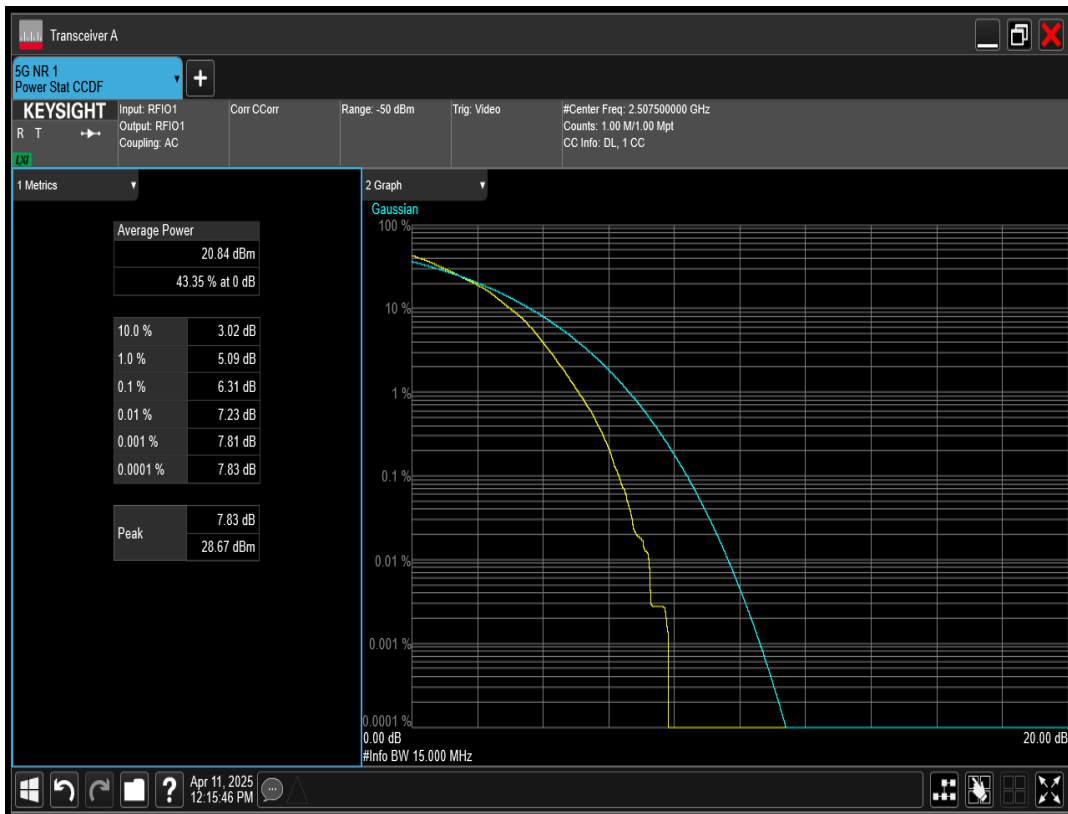 Transceiver A
5G NR 1
Power Stat CCDF
+
KEYSIGHT
R T
LXI
Input: RFIO1
Output: RFIO1
Coupling: AC
Corr CCorr
Range: -50 dBm
Trig: Video
#Center Freq: 2.507500000 GHz
Counts: 1.00 M/1.00 Mpt
CC Info: DL, 1 CC
1 Metrics
Average Power
20.84 dBm
43.35 % at 0 dB
10.0 % 3.02 dB
1.0 % 5.09 dB
0.1 % 6.31 dB
0.01 % 7.23 dB
0.001 % 7.81 dB
0.0001 % 7.83 dB
Peak
7.83 dB
28.67 dBm
2 Graph
Gaussian
100 %
10 %
1 %
0.1 %
0.01 %
0.001 %
0.0001 %
0.00 dB
20.00 dB
#Info BW 15.000 MHz
?
Apr 11, 2025
12:15:46 PM